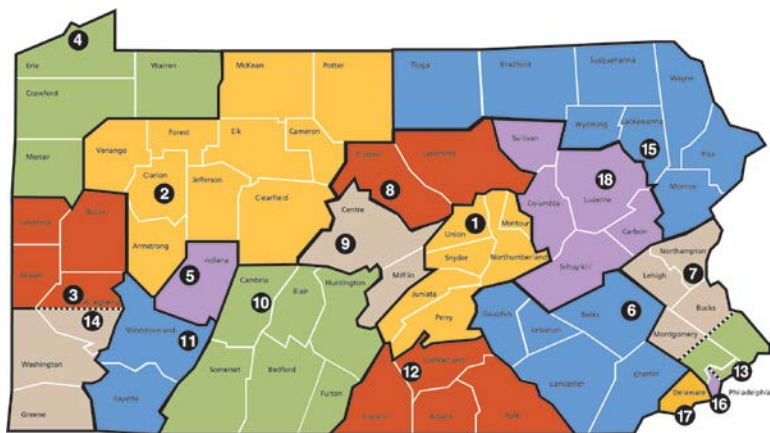 4
Erie
Warren
McKean
Potter
Tioga
Bradford
Susquehanna
Wayne
Crawford
Mercer
Venango
Forest
Elk
Cameron
Sullivan
Wyoming
Lackawanna
15
Pike
Clarion
2
Jefferson
Clearfield
Clinton
Lycoming
8
18
Luzerne
Columbia
Monroe
Lawrence
Butler
Centre
9
1
Montour
Union
Carbon
Armstrong
5
Indiana
Snyder
Northumberland
Northampton
Beaver
3
Allegheny
Cambria
10
Blair
Huntington
Mifflin
Juniata
Schuylkill
Lehigh
7
14
Westmoreland
11
Perry
Dauphin
Lebanon
Berks
6
Bucks
Montgomery
Washington
Somerset
Bedford
Cumberland
12
Lancaster
Chester
13
Greene
Fayette
Fulton
Franklin
Adams
York
Delaware
Philadelphia
16
17